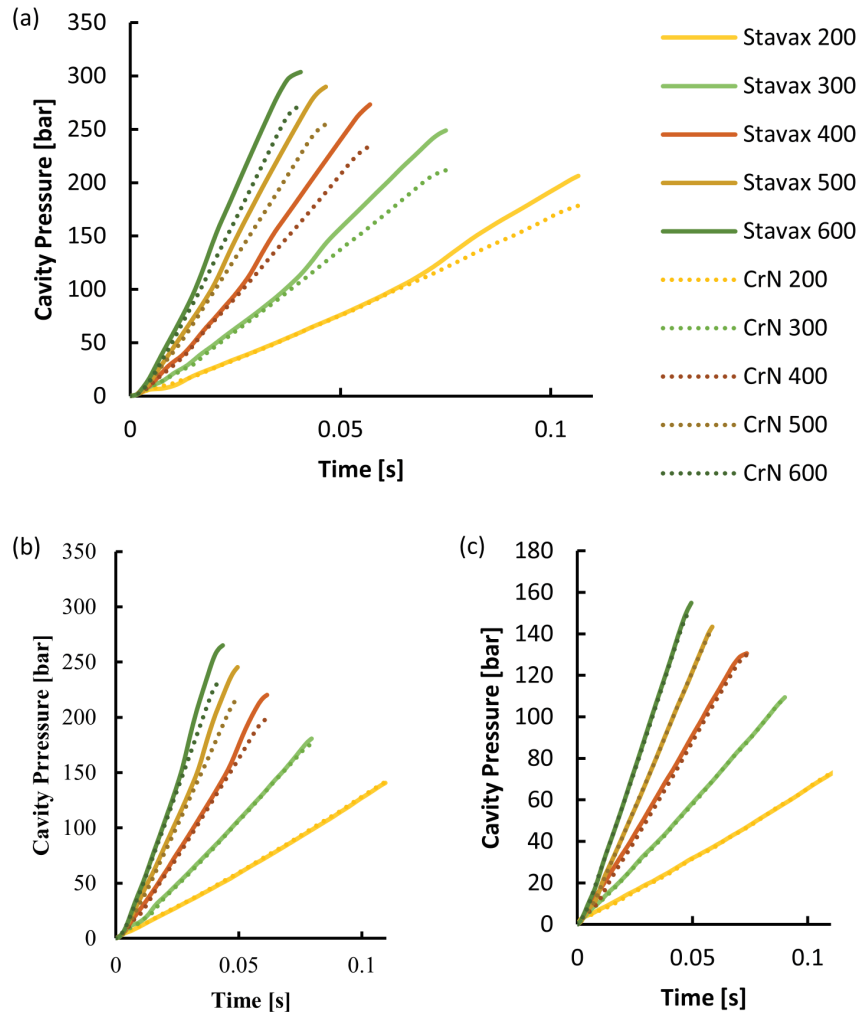 (a)
350
300
250
200
150
100
50
0
Cavity Pressure [bar]
0
0.05
0.1
Time [s]
Stavax 200
Stavax 300
Stavax 400
Stavax 500
Stavax 600
CrN 200
CrN 300
CrN 400
CrN 500
CrN 600
(b)
350
300
250
200
150
100
50
0
Cavity Prressure [bar]
0
0.05
0.1
Time [s]
(c)
180
160
140
120
100
80
60
40
20
0
Cavity Pressure [bar]
0
0.05
0.1
Time [s]